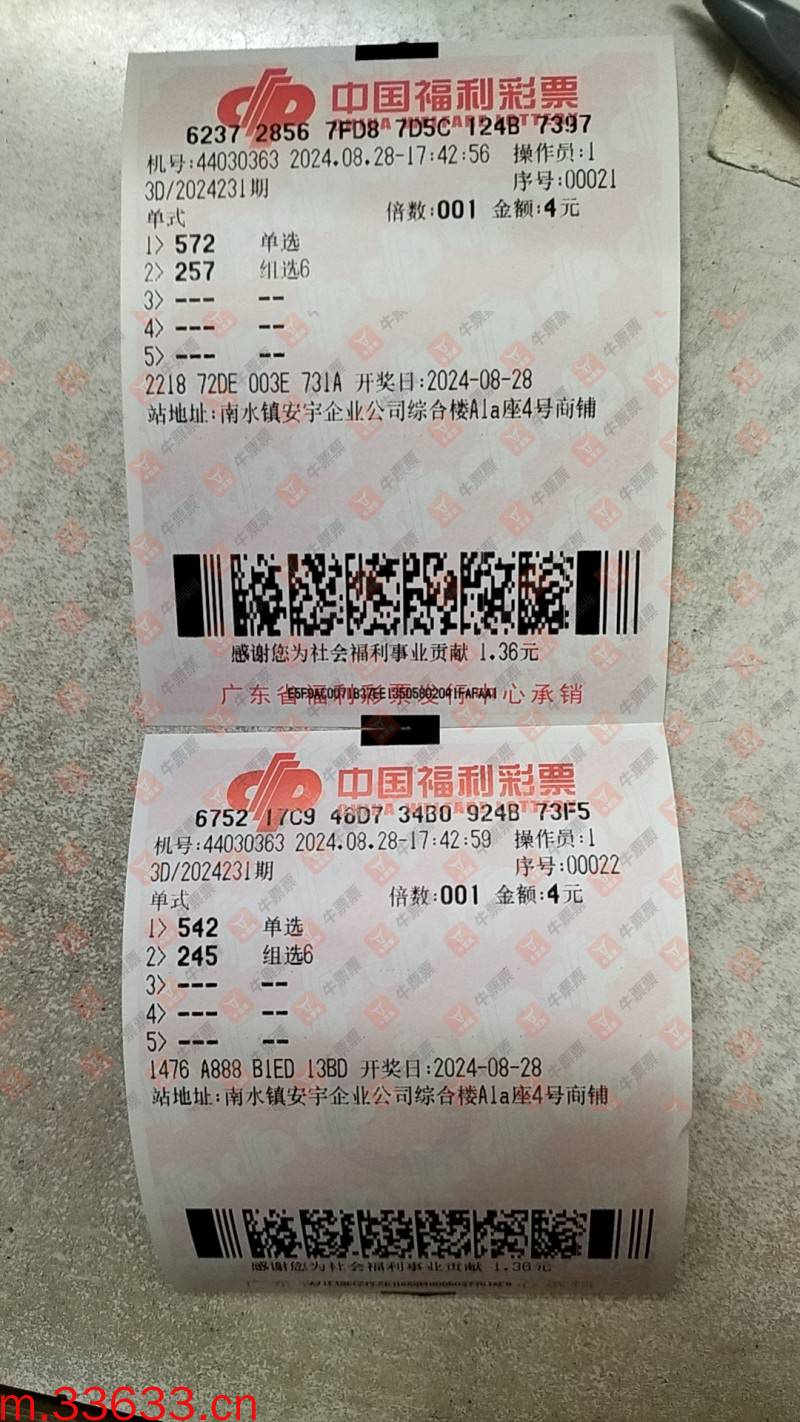 中国福利彩票
CHINA WELFARE LOTTERY
6237 2856 7FD8 7D5C 124B 7397
机号:44030363 2024.08.28-17:42:56 操作员:1
3D/2024231期 序号:00021
单式 倍数:001 金额:4元
1> 572 单选
2> 257 组选6
3> --- --
4> --- --
5> --- --
2218 72DE 003E 731A 开奖日:2024-08-28
站地址:南水镇安宇企业公司综合楼A1a座4号商铺
感谢您为社会福利事业贡献 1.36元
广东省福利彩票发行中心承销
中国福利彩票
CHINA WELFARE LOTTERY
6752 17C9 46D7 34B0 924B 73F5
机号:44030363 2024.08.28-17:42:59 操作员:1
3D/2024231期 序号:00022
单式 倍数:001 金额:4元
1> 542 单选
2> 245 组选6
3> --- --
4> --- --
5> --- --
1476 A888 B1ED 13BD 开奖日:2024-08-28
站地址:南水镇安宇企业公司综合楼A1a座4号商铺
感谢您为社会福利事业贡献 1.36元
牛票票
m.33633.cn